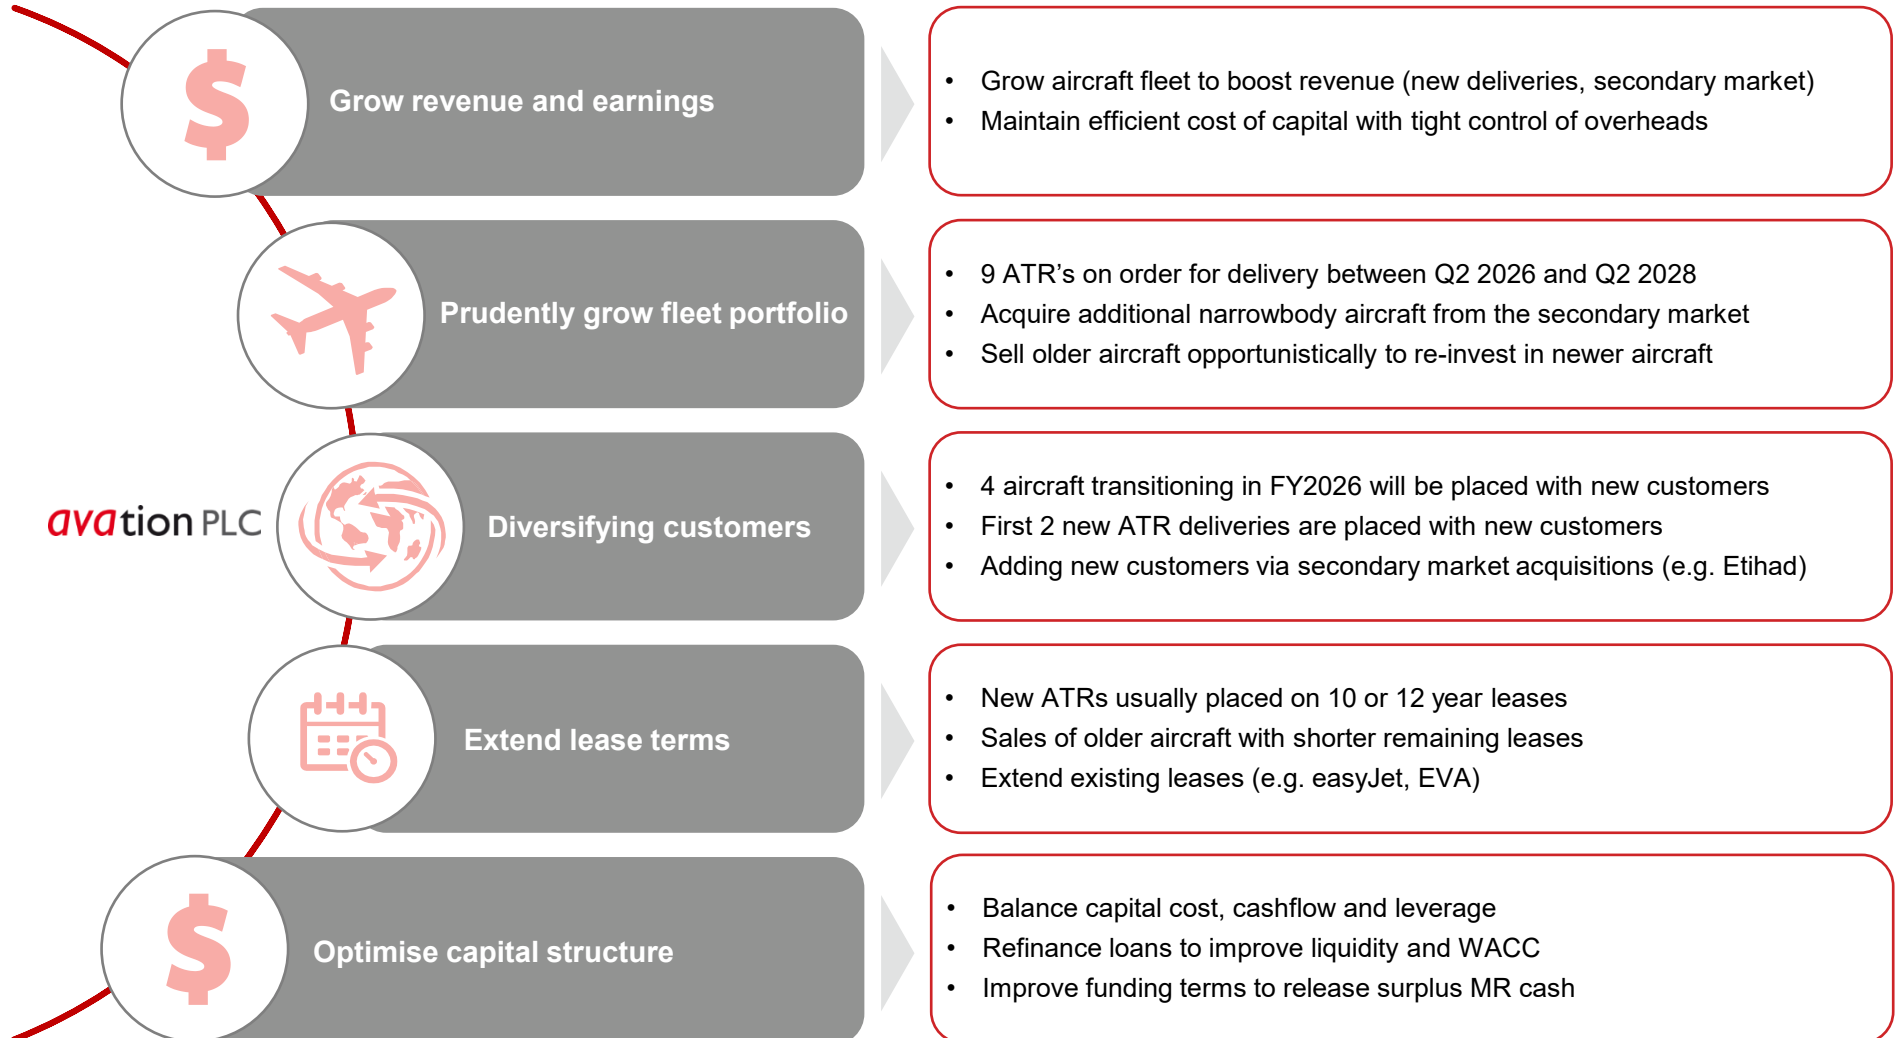 Grow revenue and earnings
• Grow aircraft fleet to boost revenue (new deliveries, secondary market)
• Maintain efficient cost of capital with tight control of overheads
Prudently grow fleet portfolio
• 9 ATR’s on order for delivery between Q2 2026 and Q2 2028
• Acquire additional narrowbody aircraft from the secondary market
• Sell older aircraft opportunistically to re-invest in newer aircraft
avation PLC
Diversifying customers
• 4 aircraft transitioning in FY2026 will be placed with new customers
• First 2 new ATR deliveries are placed with new customers
• Adding new customers via secondary market acquisitions (e.g. Etihad)
Extend lease terms
• New ATRs usually placed on 10 or 12 year leases
• Sales of older aircraft with shorter remaining leases
• Extend existing leases (e.g. easyJet, EVA)
Optimise capital structure
• Balance capital cost, cashflow and leverage
• Refinance loans to improve liquidity and WACC
• Improve funding terms to release surplus MR cash